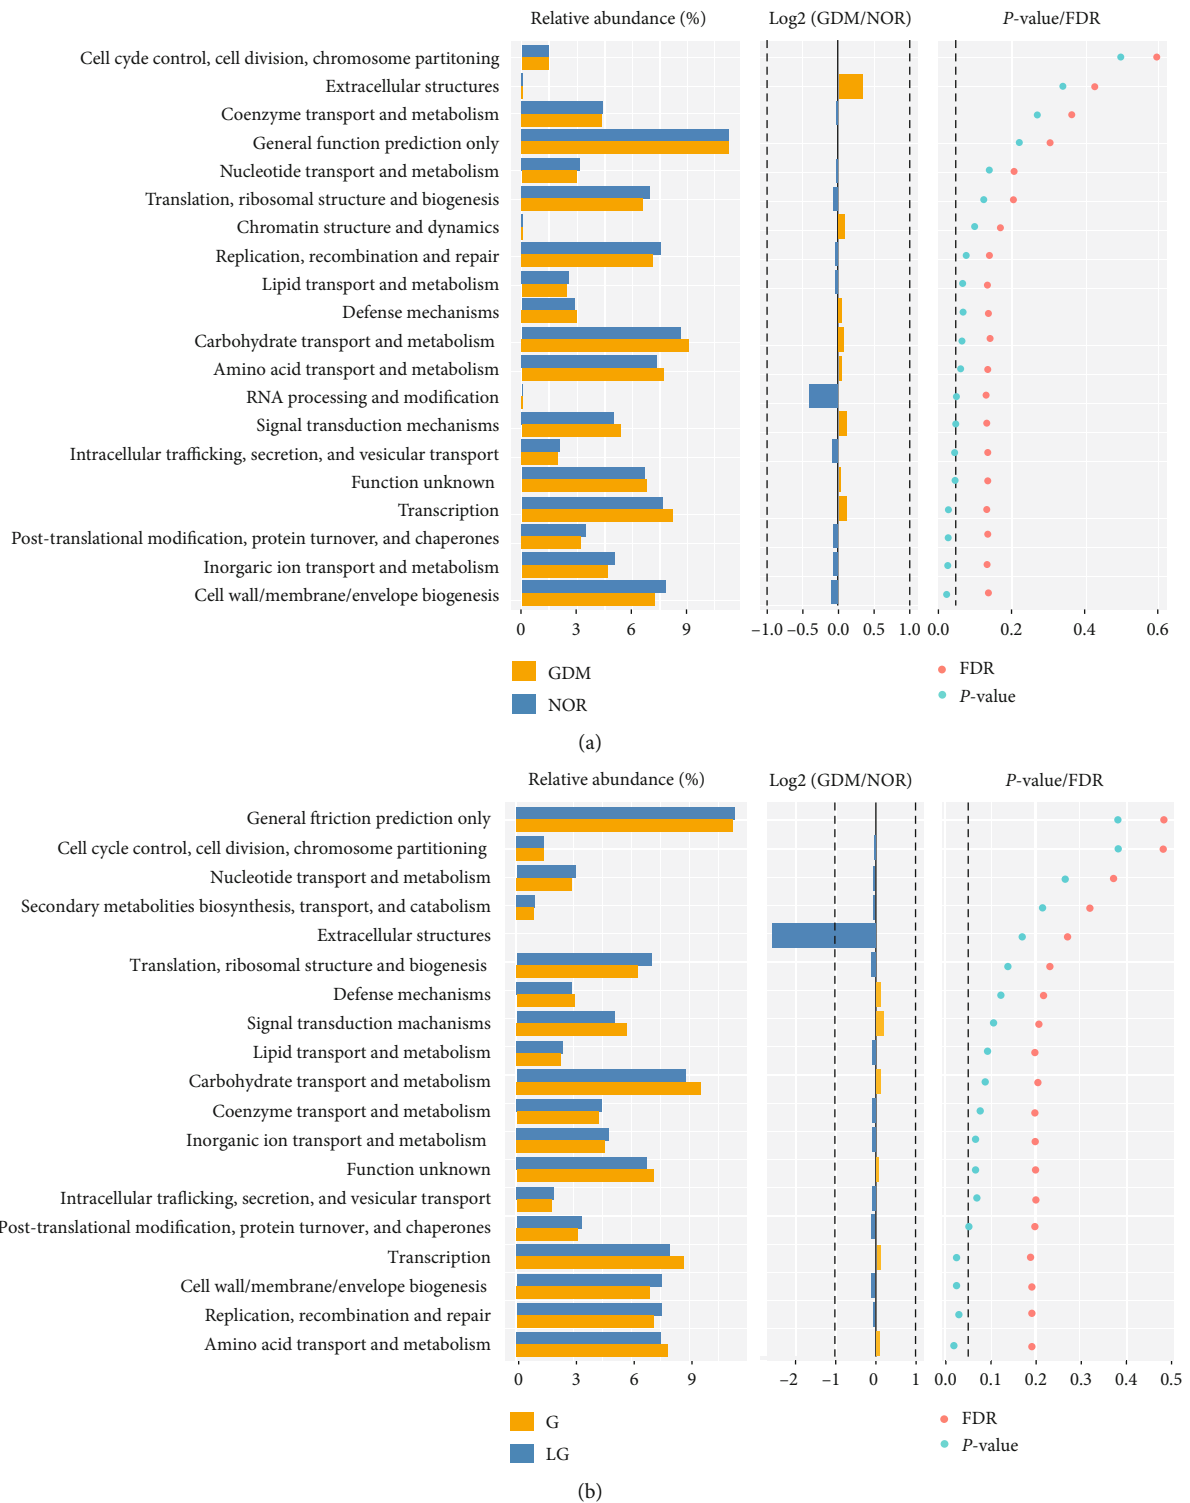 Relative abundance (%) Log2 (GDM/NOR) P-value/FDR
Cell cyde control, cell division, chromosome partitoning
Extracellular structures
Coenzyme transport and metabolism
General function prediction only
Nucleotide transport and metabolism
Translation, ribosomal structure and biogenesis
Chromatin structure and dynamics
Replication, recombination and repair
Lipid transport and metabolism
Defense mechanisms
Carbohydrate transport and metabolism
Amino acid transport and metabolism
RNA processing and modification
Signal transduction mechanisms
Intracellular trafficking, secretion, and vesicular transport
Function unknown
Transcription
Post-translational modification, protein turnover, and chaperones
Inorgaric ion transport and metabolism
Cell wall/membrane/envelope biogenesis
0 3 6 9 −1.0 −0.5 0.0 0.5 1.0 0.0 0.2 0.4 0.6
GDM FDR
NOR P-value
(a)
Relative abundance (%) Log2 (GDM/NOR) P-value/FDR
General ftriction prediction only
Cell cycle control, cell division, chromosome partitioning
Nucleotide transport and metabolism
Secondary metabolities biosynthesis, transport, and catabolism
Extracellular structures
Translation, ribosomal structure and biogenesis
Defense mechanisms
Signal transduction machanisms
Lipid transport and metabolism
Carbohydrate transport and metabolism
Coenzyme transport and metabolism
Inorganic ion transport and metabolism
Function unknown
Intracellular traflicking, secretion, and vesicular transport
Post-translational modification, protein turnover, and chaperones
Transcription
Cell wall/membrane/envelope biogenesis
Replication, recombination and repair
Amino acid transport and metabolism
0 3 6 9 −2 −1 0 1 0.0 0.1 0.2 0.3 0.4 0.5
G FDR
LG P-value
(b)